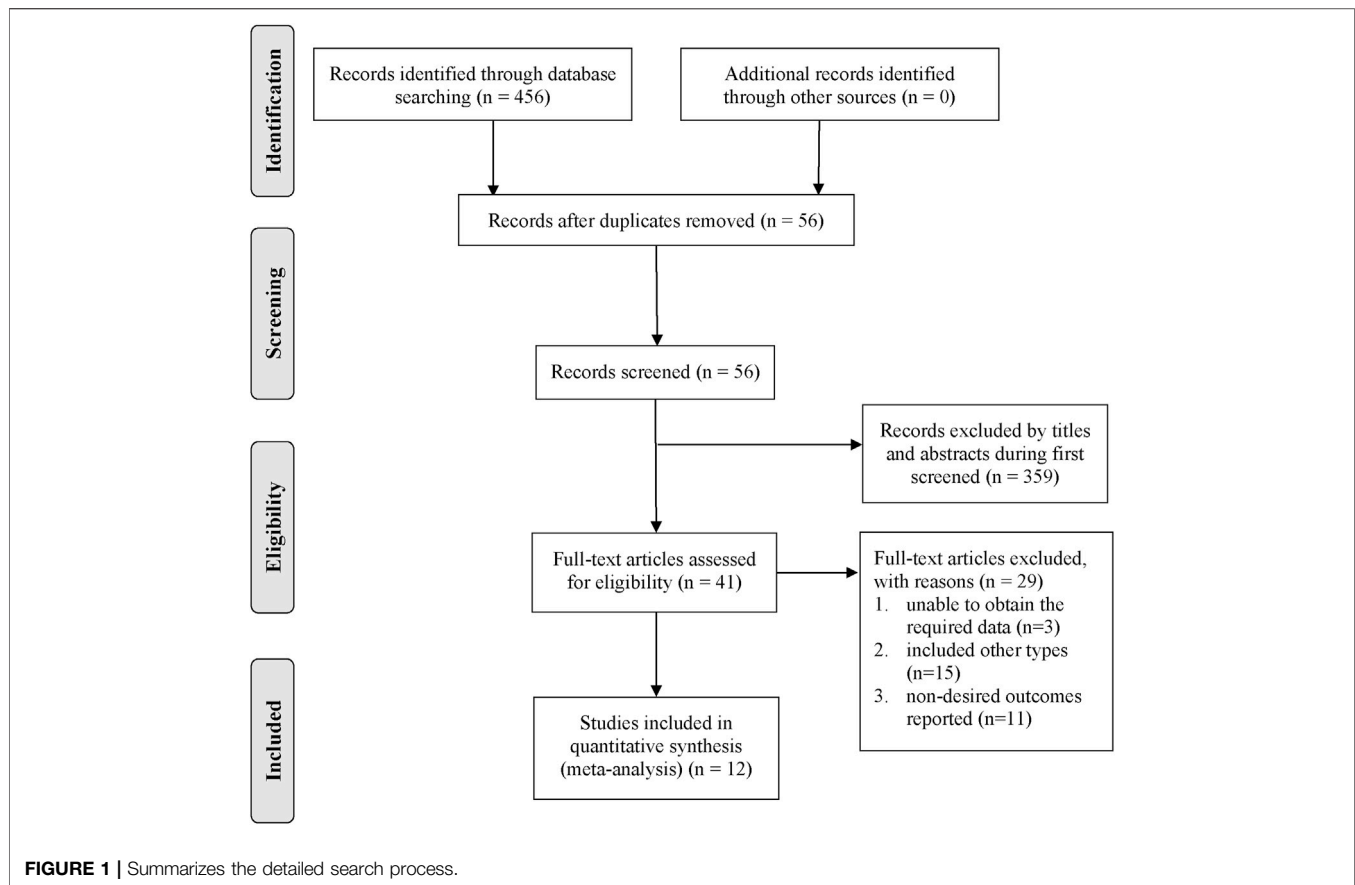 Identification
Records identified through database
searching (n = 456)
Additional records identified
through other sources (n = 0)
Records after duplicates removed (n = 56)
Screening
Records screened (n = 56)
Records excluded by titles
and abstracts during first
screened (n = 359)
Eligibility
Full-text articles assessed
for eligibility (n = 41)
Full-text articles excluded,
with reasons (n = 29)
1. unable to obtain the
required data (n=3)
2. included other types
(n=15)
3. non-desired outcomes
reported (n=11)
Included
Studies included in
quantitative synthesis
(meta-analysis) (n = 12)
FIGURE 1 | Summarizes the detailed search process.